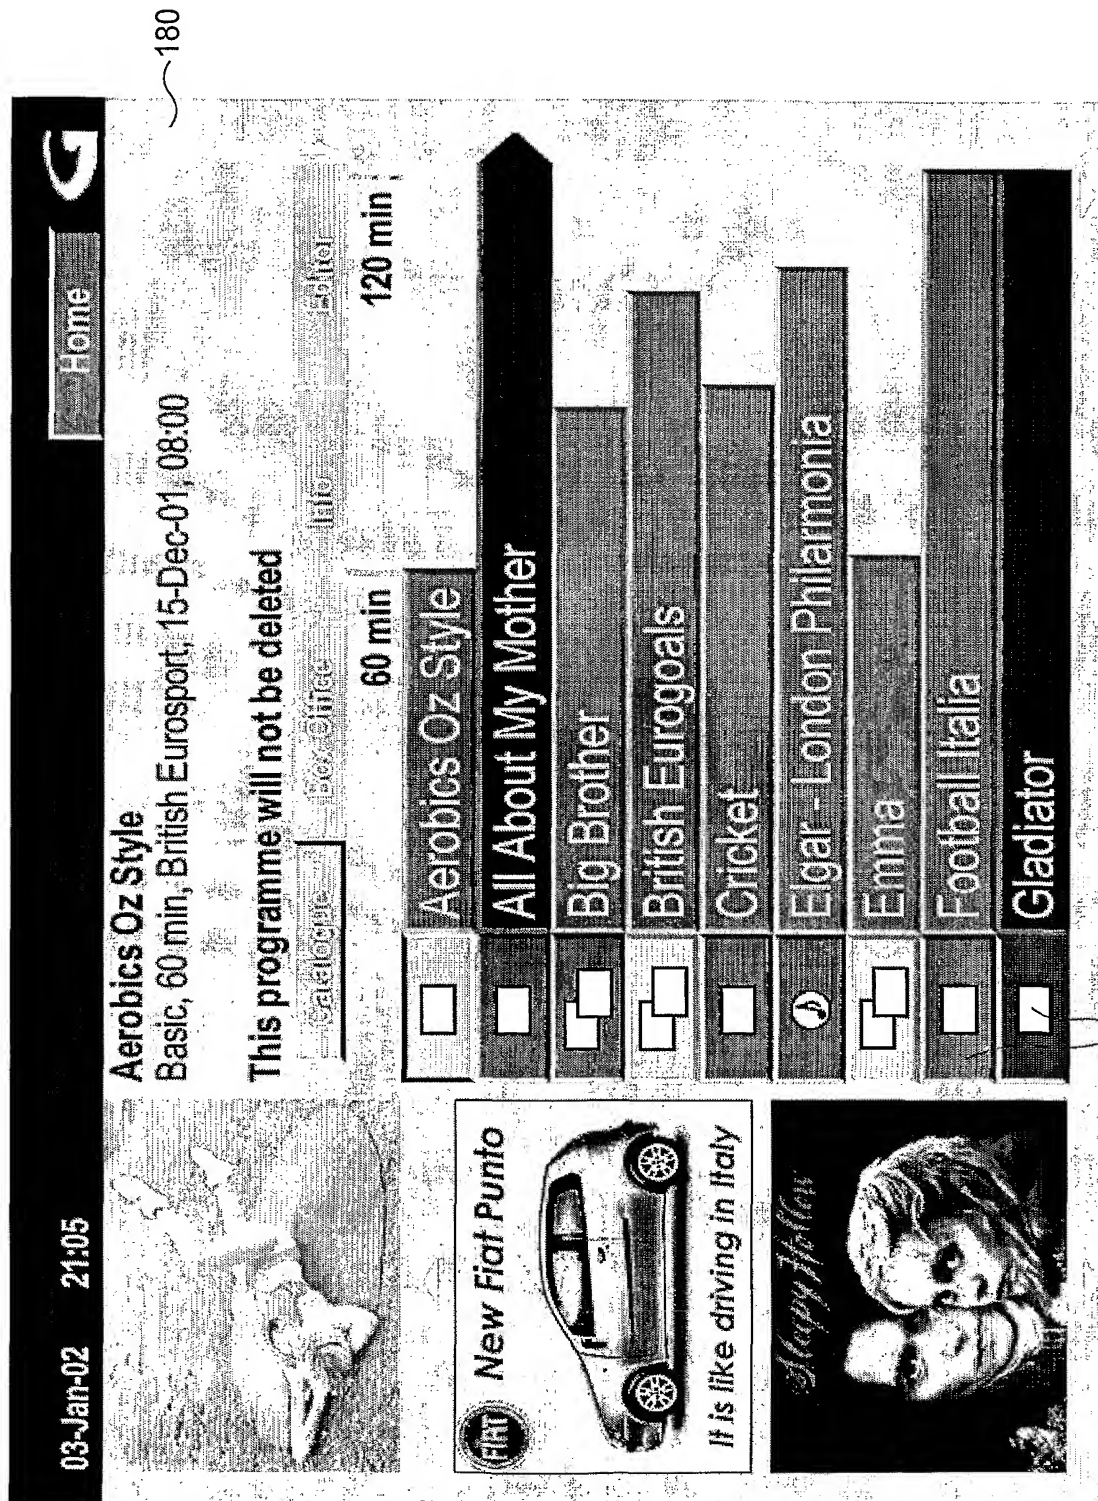 180
03-Jan-02 21:05
Home
Aerobics Oz Style
Basic, 60 min, British Eurosport, 15-Dec-01, 08:00
This programme will not be deleted
Catalogue Box Office Info Editor
60 min 120 min
Aerobics Oz Style
All About My Mother
Big Brother
British Eurogoals
Cricket
Elgar - London Philarmonia
Emma
Football Italia
Gladiator
FIAT New Fiat Punto
It is like driving in Italy
Sleepy Hollow